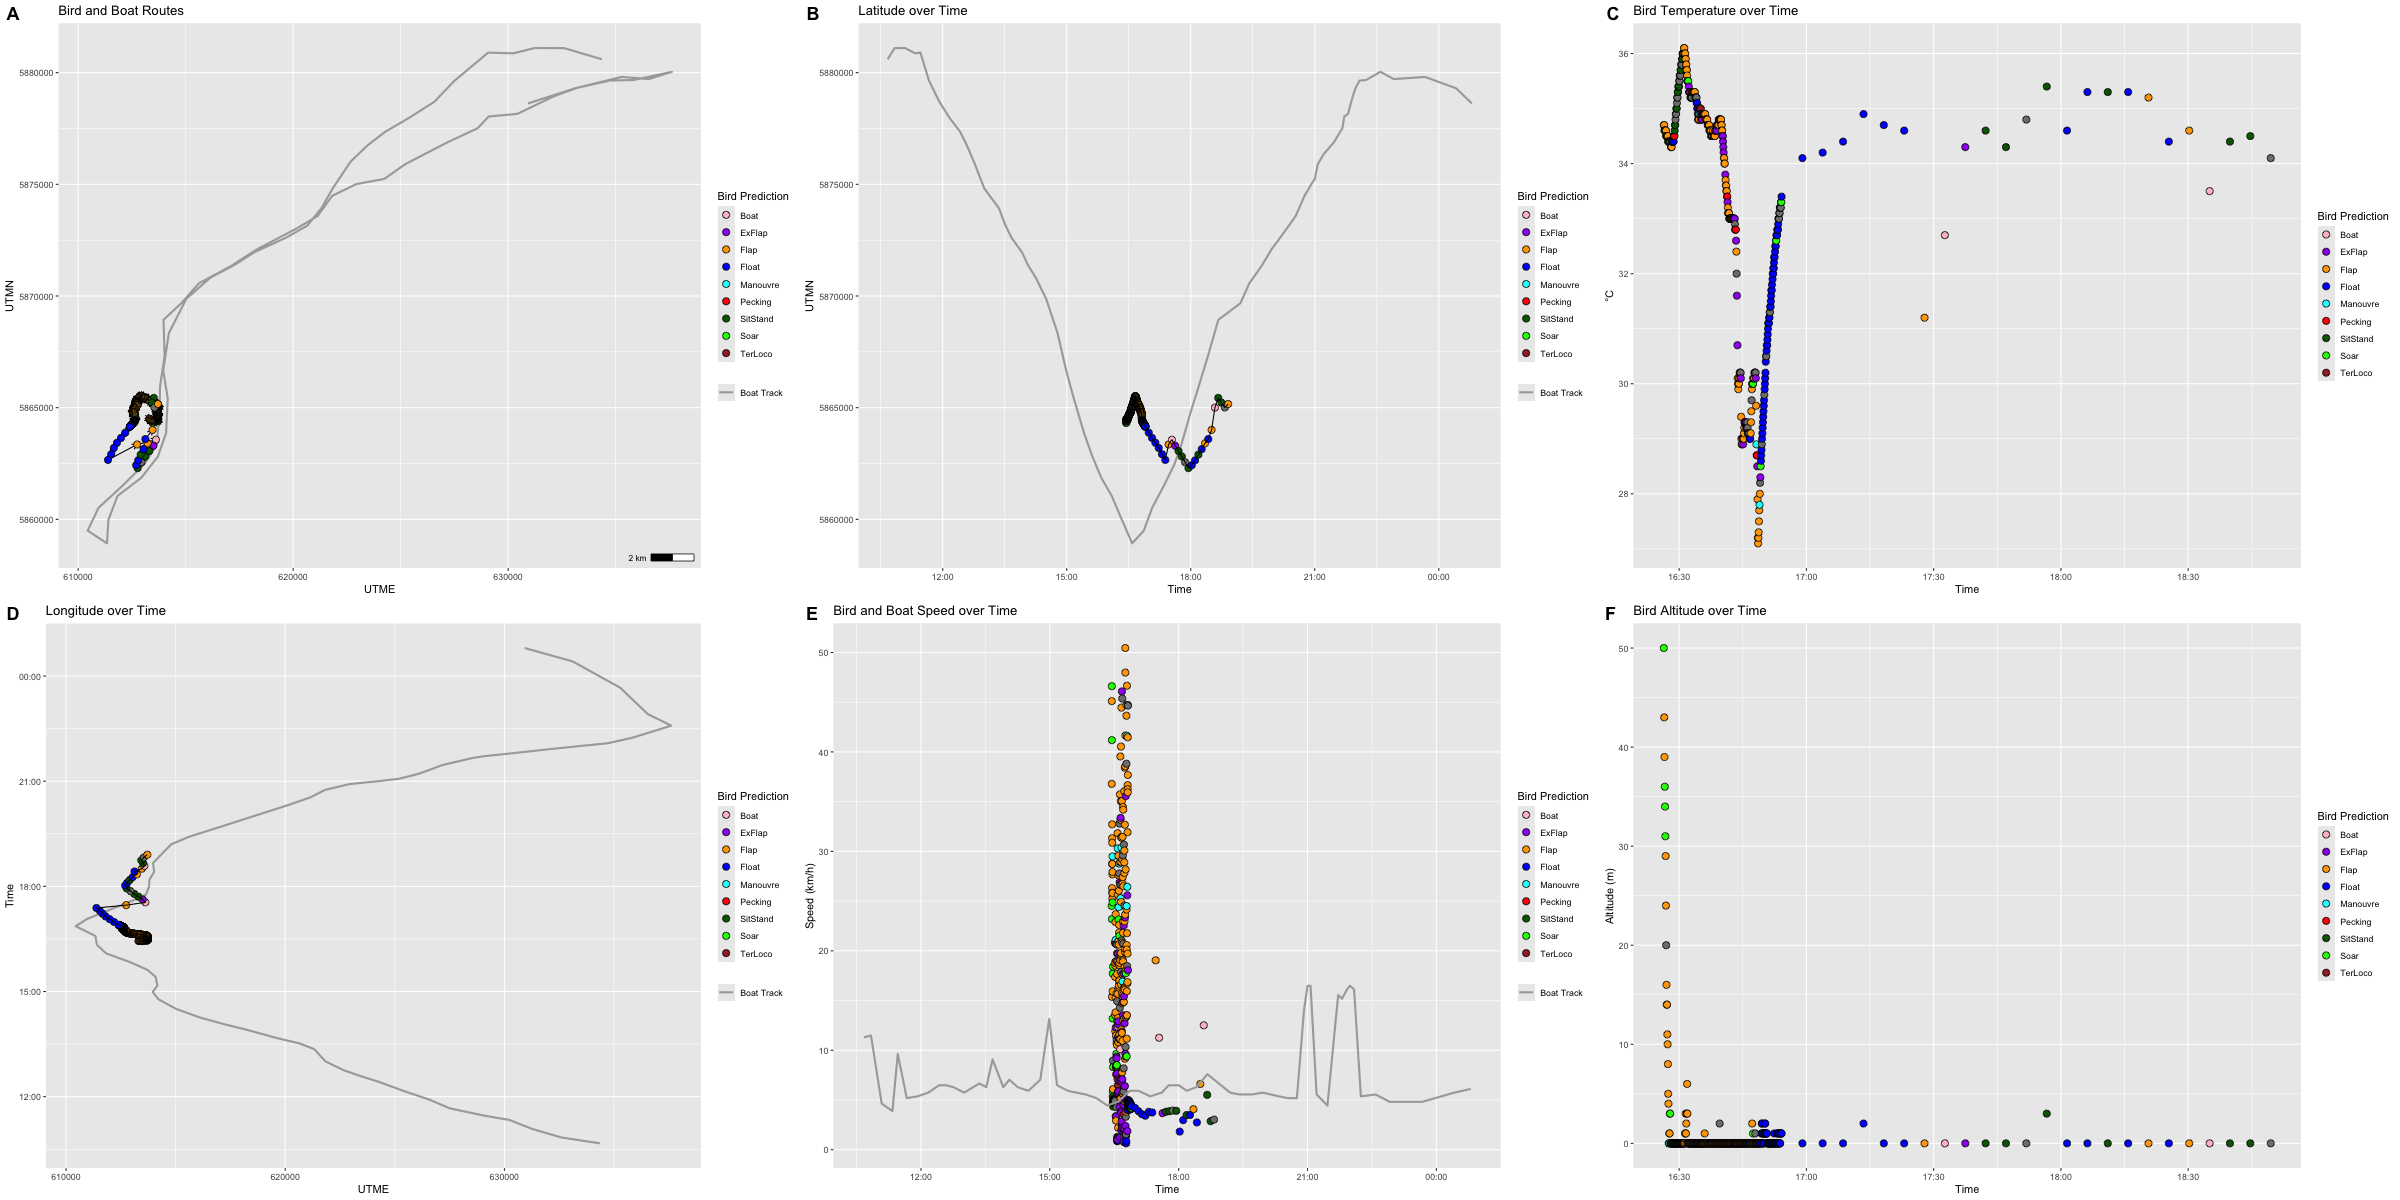 A
Bird and Boat Routes
UTMN
5880000
5875000
5870000
5865000
5860000
610000
620000
630000
UTME
2 km
Bird Prediction
Boat
ExFlap
Flap
Float
Manouvre
Pecking
SitStand
Soar
TerLoco
Boat Track
B
Latitude over Time
UTMN
5880000
5875000
5870000
5865000
5860000
12:00
15:00
18:00
21:00
00:00
Time
Bird Prediction
Boat
ExFlap
Flap
Float
Manouvre
Pecking
SitStand
Soar
TerLoco
Boat Track
C
Bird Temperature over Time
°C
36
34
32
30
28
16:30
17:00
17:30
18:00
18:30
Time
Bird Prediction
Boat
ExFlap
Flap
Float
Manouvre
Pecking
SitStand
Soar
TerLoco
D
Longitude over Time
Time
00:00
21:00
18:00
15:00
12:00
610000
620000
630000
UTME
Bird Prediction
Boat
ExFlap
Flap
Float
Manouvre
Pecking
SitStand
Soar
TerLoco
Boat Track
E
Bird and Boat Speed over Time
Speed (km/h)
50
40
30
20
10
0
12:00
15:00
18:00
21:00
00:00
Time
Bird Prediction
Boat
ExFlap
Flap
Float
Manouvre
Pecking
SitStand
Soar
TerLoco
Boat Track
F
Bird Altitude over Time
Altitude (m)
50
40
30
20
10
0
16:30
17:00
17:30
18:00
18:30
Time
Bird Prediction
Boat
ExFlap
Flap
Float
Manouvre
Pecking
SitStand
Soar
TerLoco